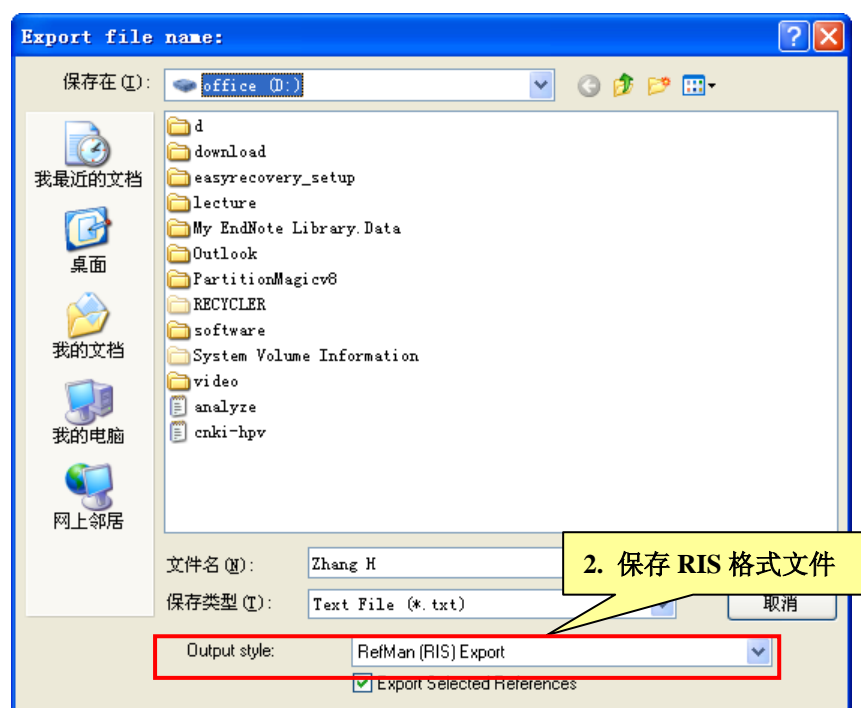 Export file name:
保存在(I):
office (D:)
我最近的文档
桌面
我的文档
我的电脑
网上邻居
d
download
easyrecovery_setup
lecture
My EndNote Library.Data
Outlook
PartitionMagicv8
RECYCLER
software
System Volume Information
video
analyze
cnki-hpv
文件名(N):
Zhang H
2. 保存 RIS 格式文件
保存类型(T):
Text File (*.txt)
取消
Output style:
RefMan (RIS) Export
Export Selected References